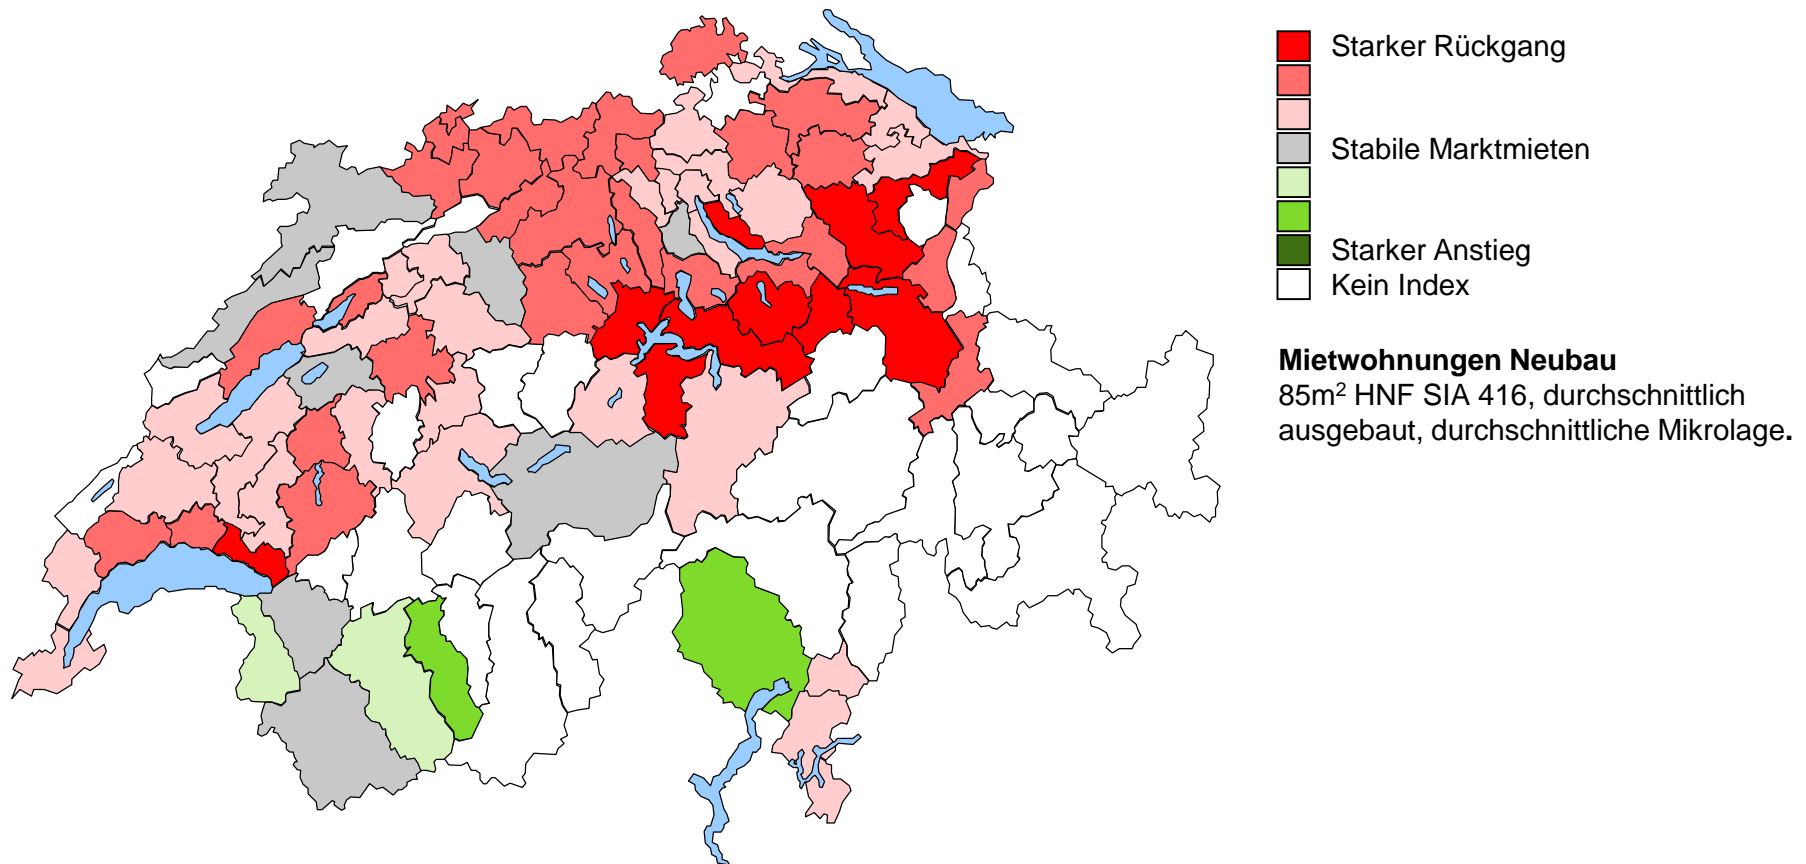 Starker Rückgang
Stabile Marktmieten
Starker Anstieg
Kein Index
Mietwohnungen Neubau
85m² HNF SIA 416, durchschnittlich
ausgebaut, durchschnittliche Mikrolage.